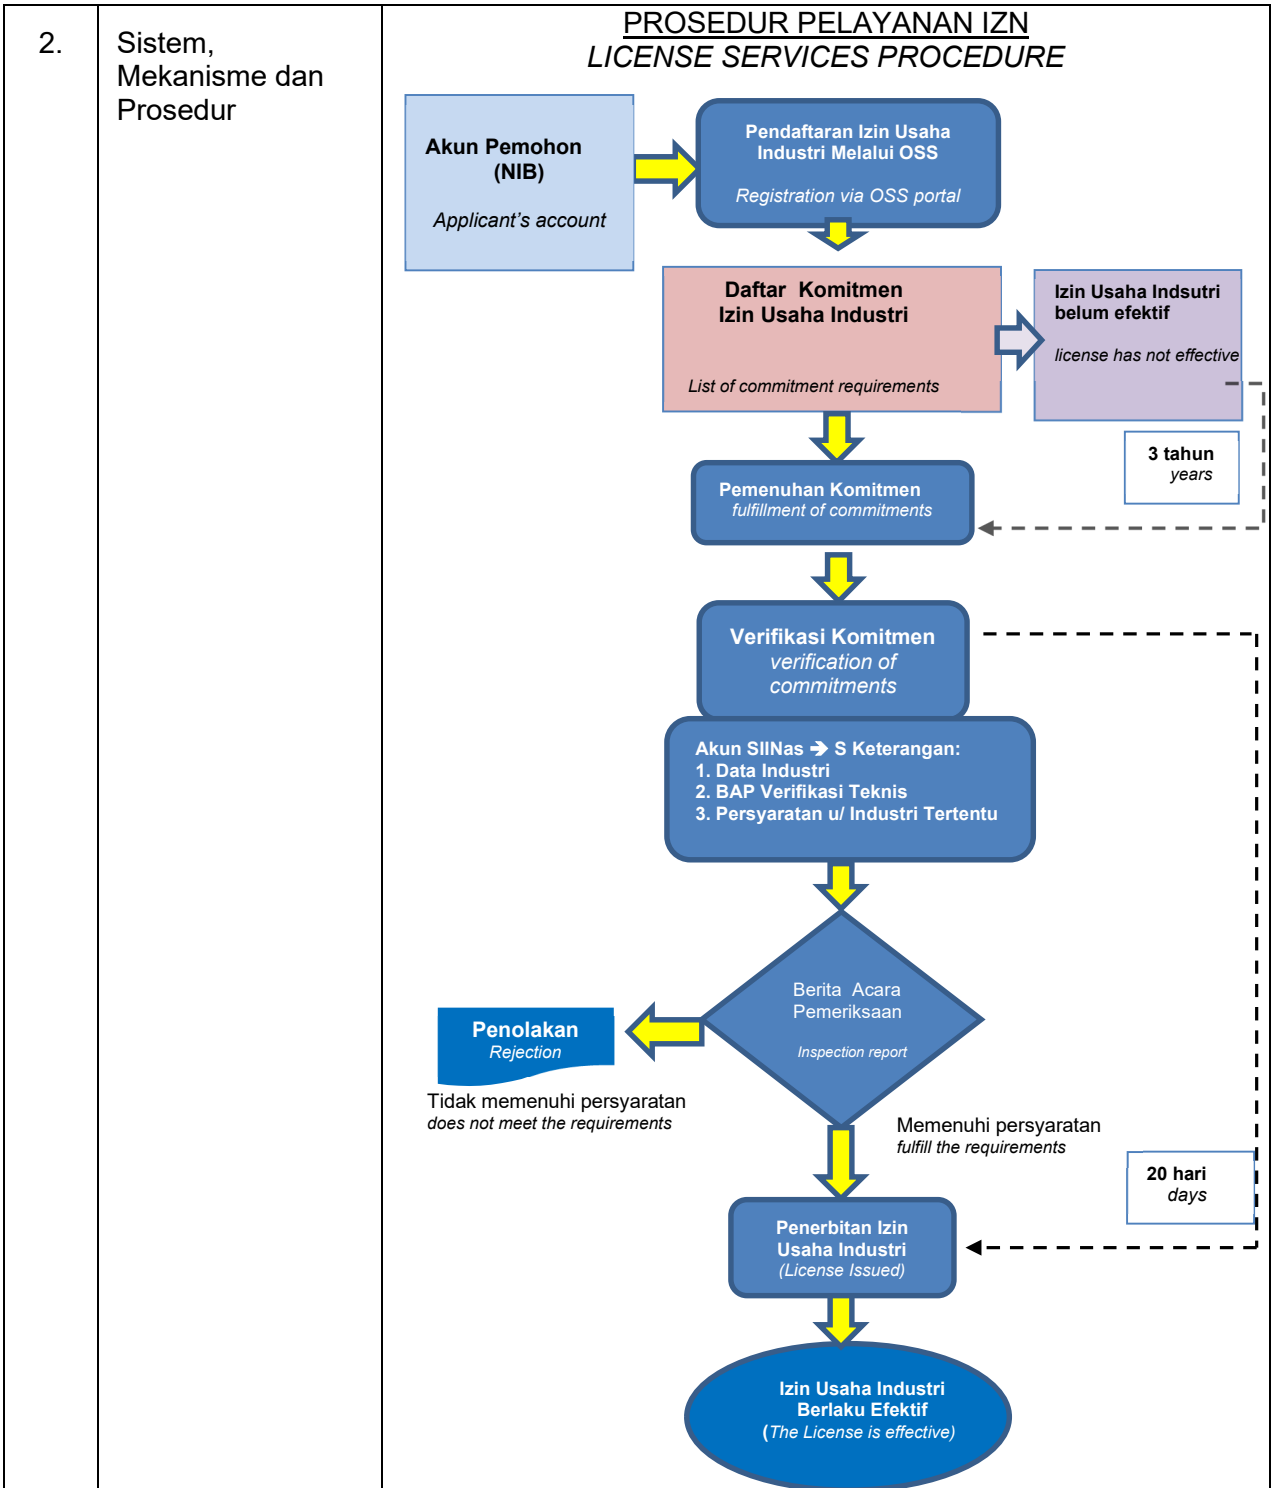 2.
Sistem,
Mekanisme dan
Prosedur
PROSEDUR PELAYANAN IZN
LICENSE SERVICES PROCEDURE
Akun Pemohon
(NIB)
Applicant’s account
Pendaftaran Izin Usaha
Industri Melalui OSS
Registration via OSS portal
Daftar Komitmen
Izin Usaha Industri
List of commitment requirements
Izin Usaha Indsutri
belum efektif
license has not effective
3 tahun
years
Pemenuhan Komitmen
fulfillment of commitments
Verifikasi Komitmen
verification of
commitments
Akun SIINas ➔ S Keterangan:
1. Data Industri
2. BAP Verifikasi Teknis
3. Persyaratan u/ Industri Tertentu
Berita Acara
Pemeriksaan
Inspection report
Penolakan
Rejection
Tidak memenuhi persyaratan
does not meet the requirements
Memenuhi persyaratan
fulfill the requirements
20 hari
days
Penerbitan Izin
Usaha Industri
(License Issued)
Izin Usaha Industri
Berlaku Efektif
(The License is effective)